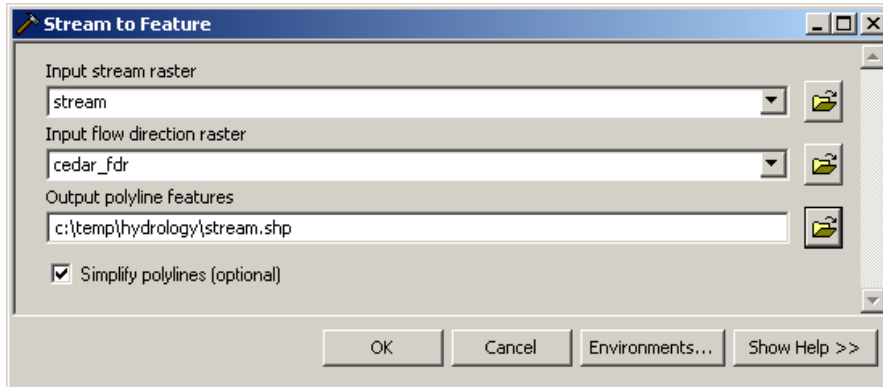 Stream to Feature
Input stream raster
stream
Input flow direction raster
cedar_fdr
Output polyline features
c:\temp\hydrology\stream.shp
Simplify polylines (optional)
OK Cancel Environments... Show Help >>